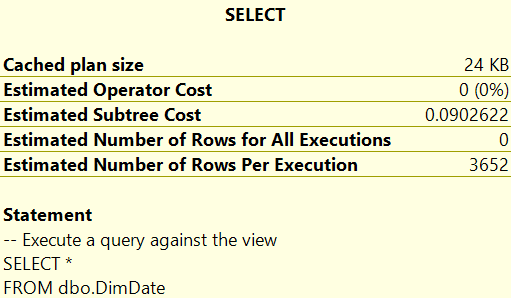 SELECT
Cached plan size 24 KB
Estimated Operator Cost 0 (0%)
Estimated Subtree Cost 0.0902622
Estimated Number of Rows for All Executions 0
Estimated Number of Rows Per Execution 3652
Statement
-- Execute a query against the view
SELECT *
FROM dbo.DimDate